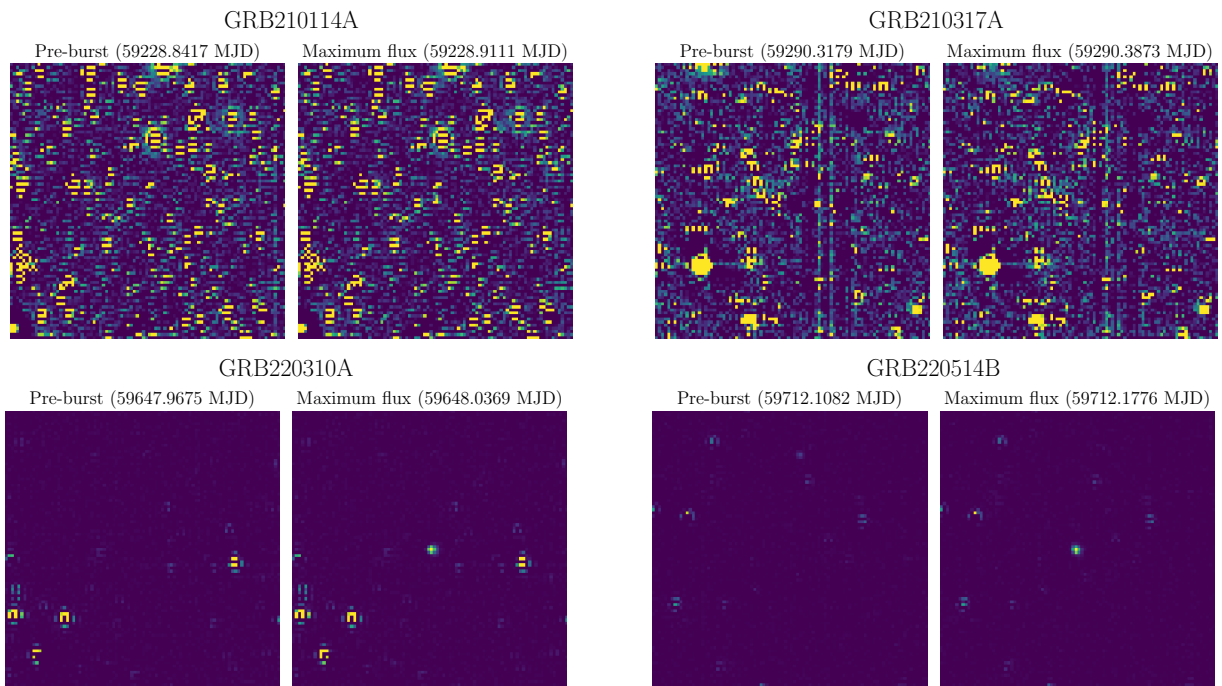 GRB210114A
Pre-burst (59228.8417 MJD)
Maximum flux (59228.9111 MJD)
GRB210317A
Pre-burst (59290.3179 MJD)
Maximum flux (59290.3873 MJD)
GRB220310A
Pre-burst (59647.9675 MJD)
Maximum flux (59648.0369 MJD)
GRB220514B
Pre-burst (59712.1082 MJD)
Maximum flux (59712.1776 MJD)